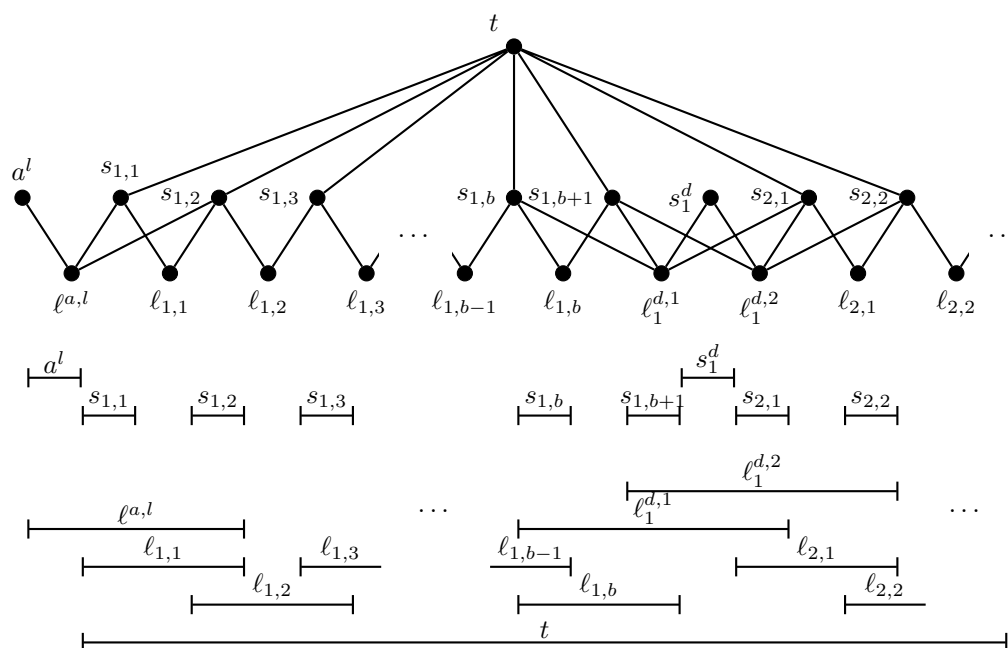 t
a^l s_{1,1} s_{1,2} s_{1,3} s_{1,b} s_{1,b+1} s_1^d s_{2,1} s_{2,2}
... ...
ℓ^{a,l} ℓ_{1,1} ℓ_{1,2} ℓ_{1,3} ℓ_{1,b−1} ℓ_{1,b} ℓ_1^{d,1} ℓ_1^{d,2} ℓ_{2,1} ℓ_{2,2}
a^l s_1^d
s_{1,1} s_{1,2} s_{1,3} s_{1,b} s_{1,b+1} s_{2,1} s_{2,2}
ℓ_1^{d,2}
ℓ^{a,l} ... ℓ_1^{d,1} ...
ℓ_{1,1} ℓ_{1,3} ℓ_{1,b−1} ℓ_{2,1}
ℓ_{1,2} ℓ_{1,b} ℓ_{2,2}
t